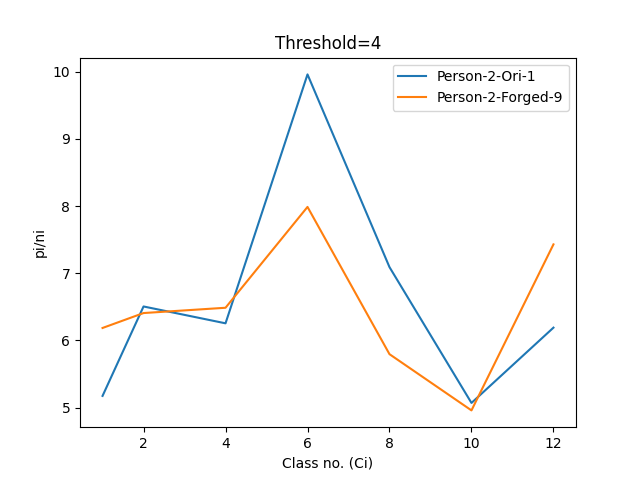 Threshold=4
Person-2-Ori-1
Person-2-Forged-9
pi/ni
10
9
8
7
6
5
2 4 6 8 10 12
Class no. (Ci)